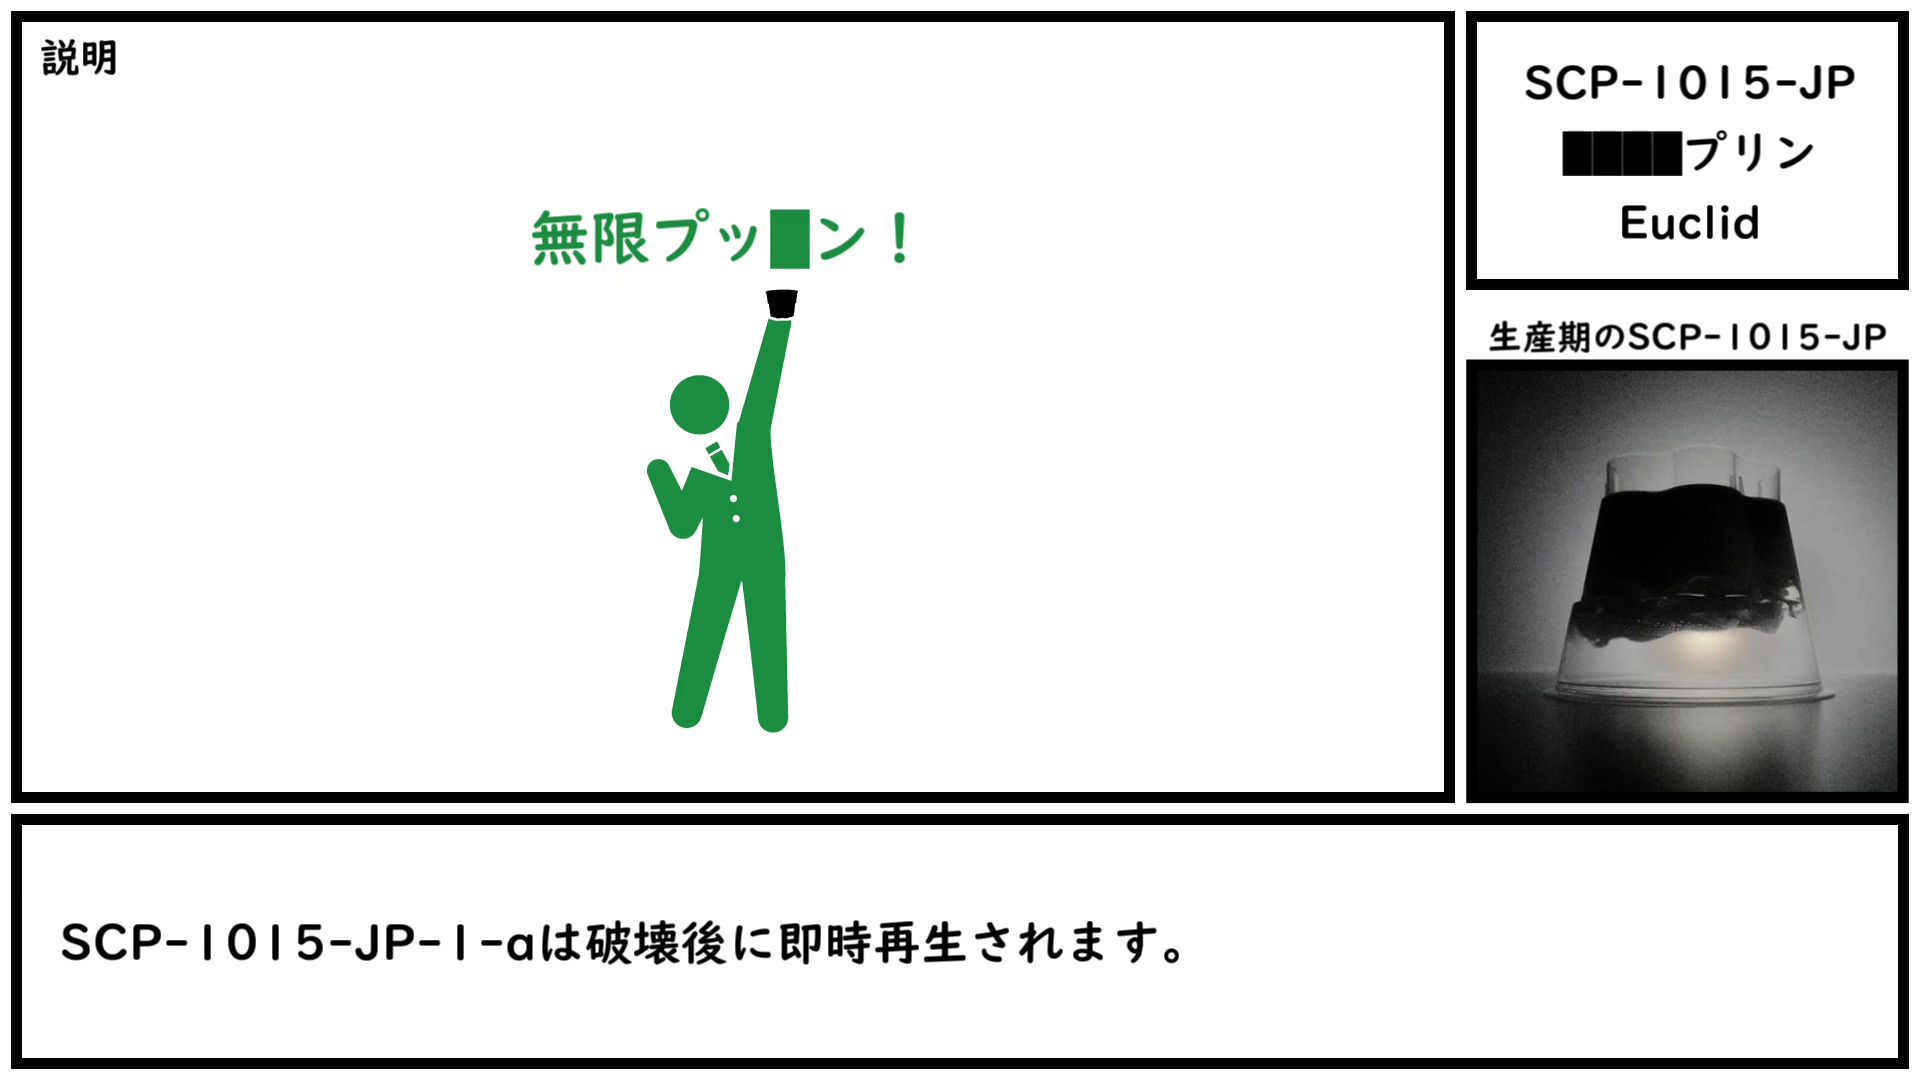 説明
無限プッ█ン！
SCP-1015-JP
████プリン
Euclid
生産期のSCP-1015-JP
SCP-1015-JP-1-aは破壊後に即時再生されます。